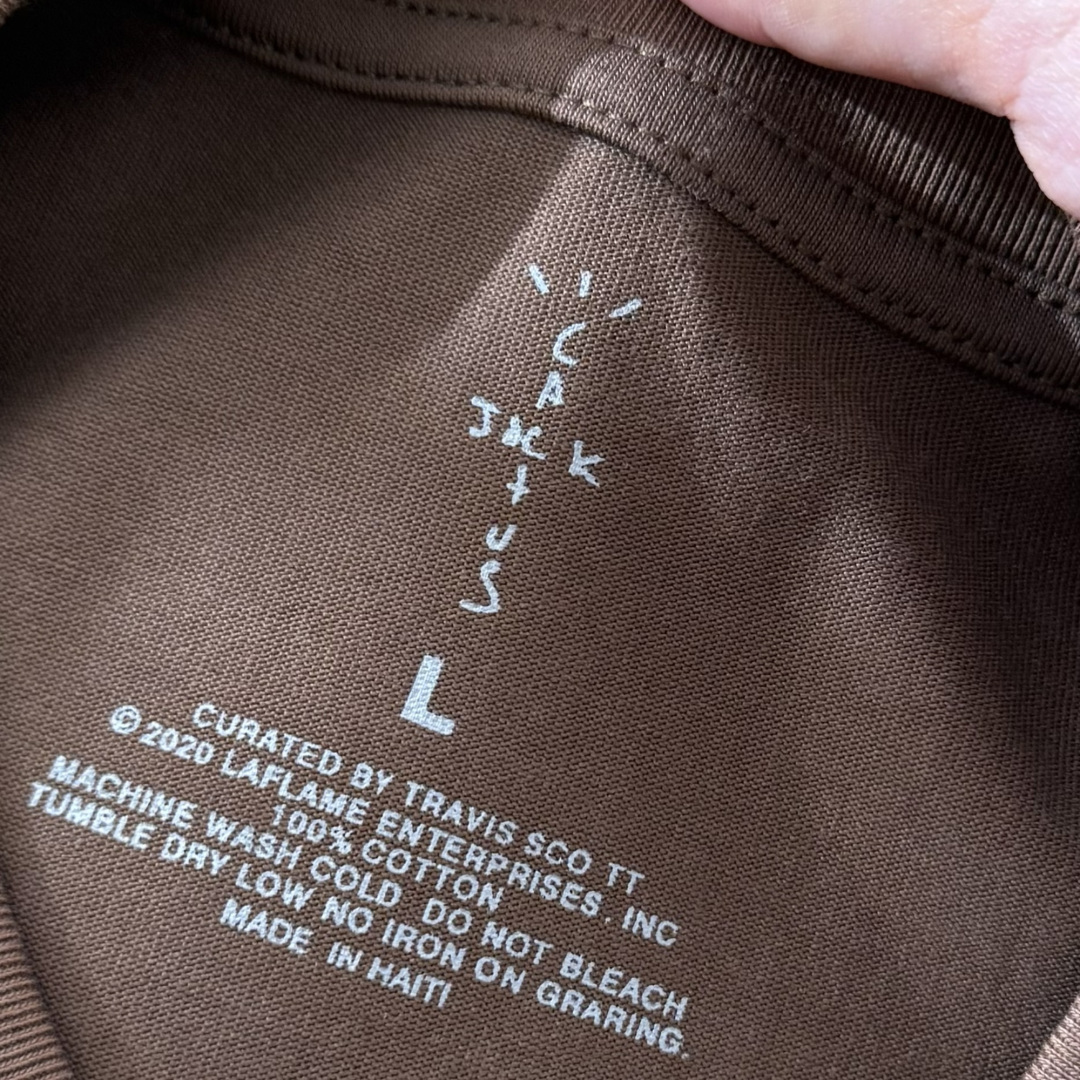 C
A
JACK
t
U
S
L
CURATED BY TRAVIS SCO TT
© 2020 LAFLAME ENTERPRISES. INC
100% COTTON
MACHINE WASH COLD DO NOT BLEACH
TUMBLE DRY LOW NO IRON ON GRARING.
MADE IN HAITI